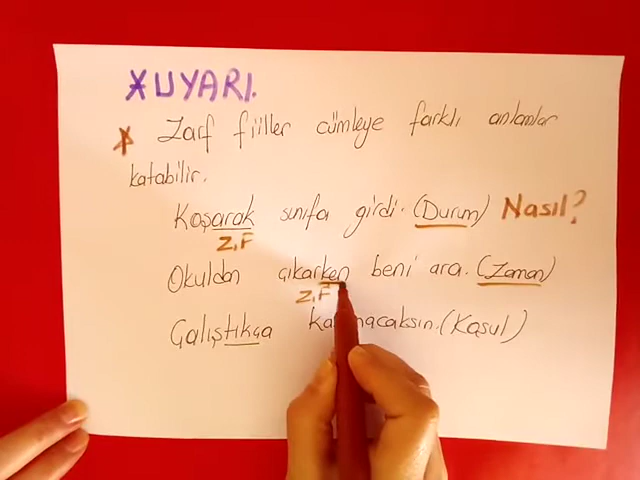 * UYARI.
* Zarf fiiller cümleye farklı anlamlar
katabilir.
Koşarak sınıfa girdi. (Durum) Nasıl?
Z.F
Okuldan çıkarken beni ara. (Zaman)
Z.F
Çalıştıkça (Koşul)